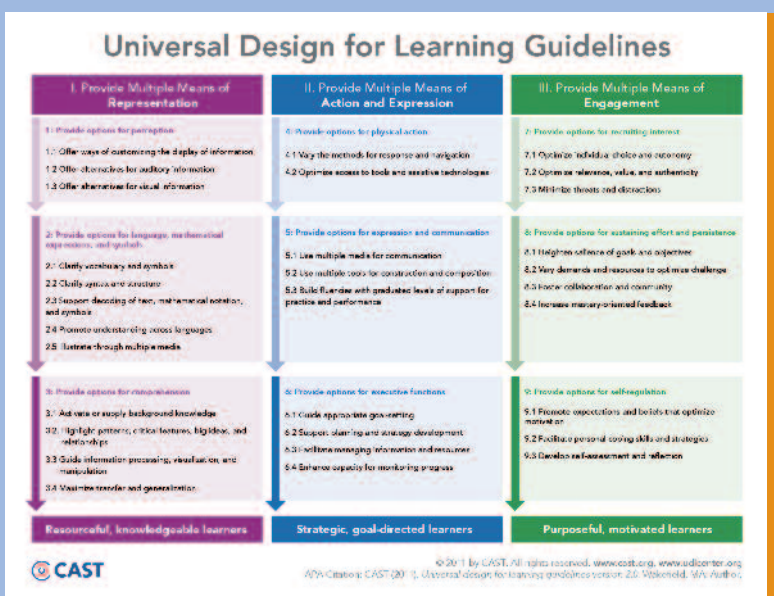 Universal Design for Learning Guidelines
I. Provide Multiple Means of
Representation
1: Provide options for perception
1.1 Offer ways of customizing the display of information
1.2 Offer alternatives for auditory information
1.3 Offer alternatives for visual information
2: Provide options for language, mathematical
expressions, and symbols
2.1 Clarify vocabulary and symbols
2.2 Clarify syntax and structure
2.3 Support decoding of text, mathematical notation,
and symbols
2.4 Promote understanding across languages
2.5 Illustrate through multiple media
3: Provide options for comprehension
3.1 Activate or supply background knowledge
3.2. Highlight patterns, critical features, big ideas, and
relationships
3.3 Guide information processing, visualization, and
manipulation
3.4 Maximize transfer and generalization
Resourceful, knowledgeable learners
II. Provide Multiple Means of
Action and Expression
4: Provide options for physical action
4.1 Vary the methods for response and navigation
4.2 Optimize access to tools and assistive technologies
5: Provide options for expression and communication
5.1 Use multiple media for communication
5.2 Use multiple tools for construction and composition
5.3 Build fluencies with graduated levels of support for
practice and performance
6: Provide options for executive functions
6.1 Guide appropriate goal-setting
6.2 Support planning and strategy development
6.3 Facilitate managing information and resources
6.4 Enhance capacity for monitoring progress
Strategic, goal-directed learners
III. Provide Multiple Means of
Engagement
7: Provide options for recruiting interest
7.1 Optimize individual choice and autonomy
7.2 Optimize relevance, value, and authenticity
7.3 Minimize threats and distractions
8: Provide options for sustaining effort and persistence
8.1 Heighten salience of goals and objectives
8.2 Vary demands and resources to optimize challenge
8.3 Foster collaboration and community
8.4 Increase mastery-oriented feedback
9: Provide options for self-regulation
9.1 Promote expectations and beliefs that optimize
motivation
9.2 Facilitate personal coping skills and strategies
9.3 Develop self-assessment and reflection
Purposeful, motivated learners
CAST
© 2011 by CAST. All rights reserved. www.cast.org, www.udlcenter.org
APA Citation: CAST (2011). Universal design for learning guidelines version 2.0. Wakefield, MA: Author.